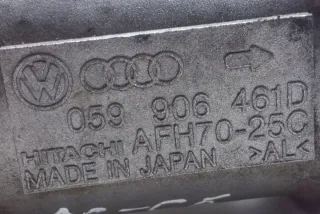 059 906 461D
HITACHI AFH70-25C
MADE IN JAPAN >AL<